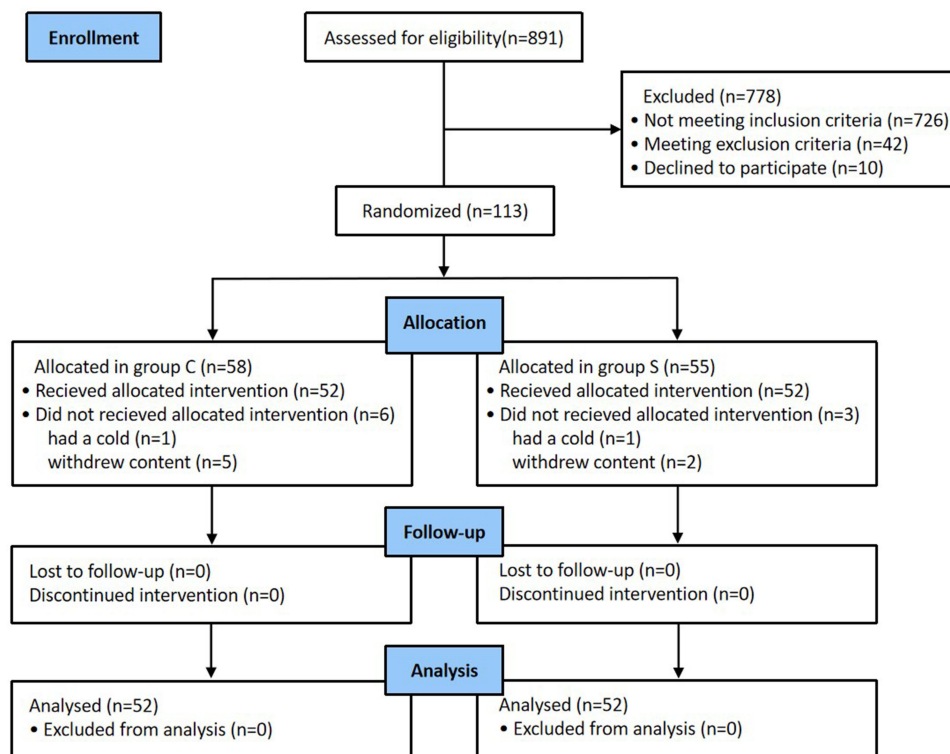 Enrollment
Assessed for eligibility(n=891)
Excluded (n=778)
• Not meeting inclusion criteria (n=726)
• Meeting exclusion criteria (n=42)
• Declined to participate (n=10)
Randomized (n=113)
Allocation
Allocated in group C (n=58)
• Recieved allocated intervention (n=52)
• Did not recieved allocated intervention (n=6)
had a cold (n=1)
withdrew content (n=5)
Allocated in group S (n=55)
• Recieved allocated intervention (n=52)
• Did not recieved allocated intervention (n=3)
had a cold (n=1)
withdrew content (n=2)
Follow-up
Lost to follow-up (n=0)
Discontinued intervention (n=0)
Lost to follow-up (n=0)
Discontinued intervention (n=0)
Analysis
Analysed (n=52)
• Excluded from analysis (n=0)
Analysed (n=52)
• Excluded from analysis (n=0)